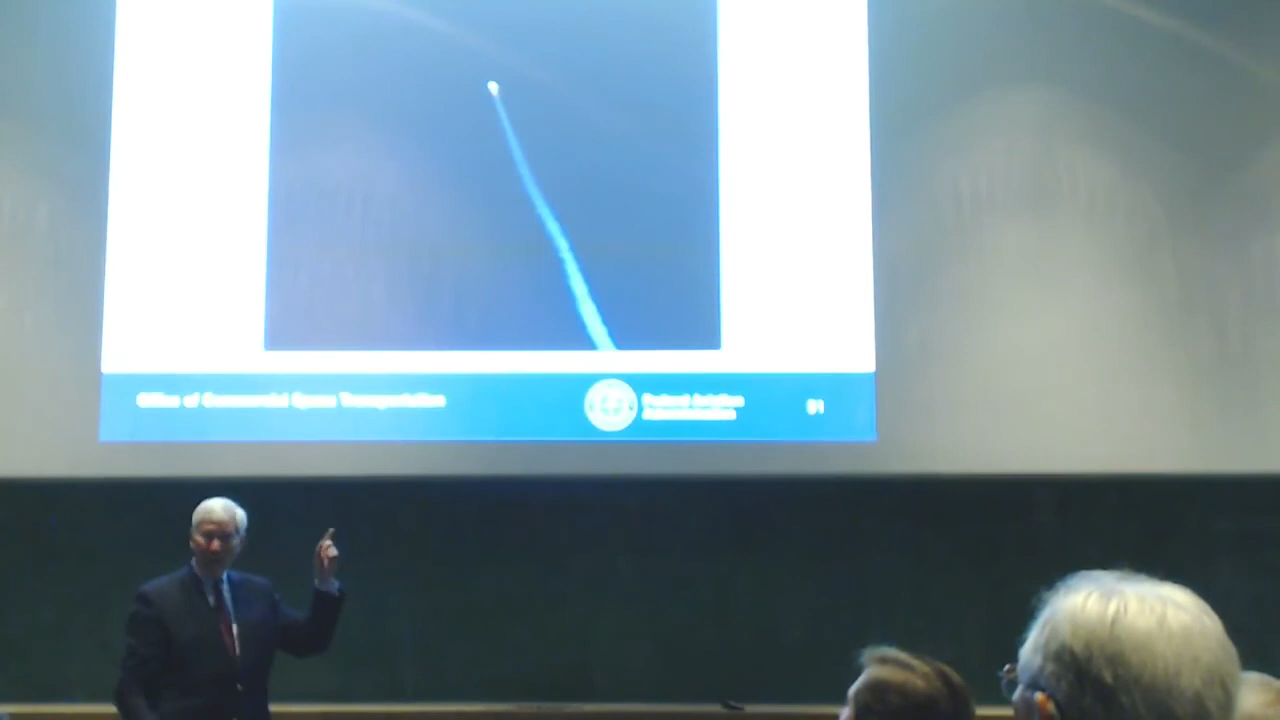 Office of Commercial Space Transportation
Federal Aviation
Administration